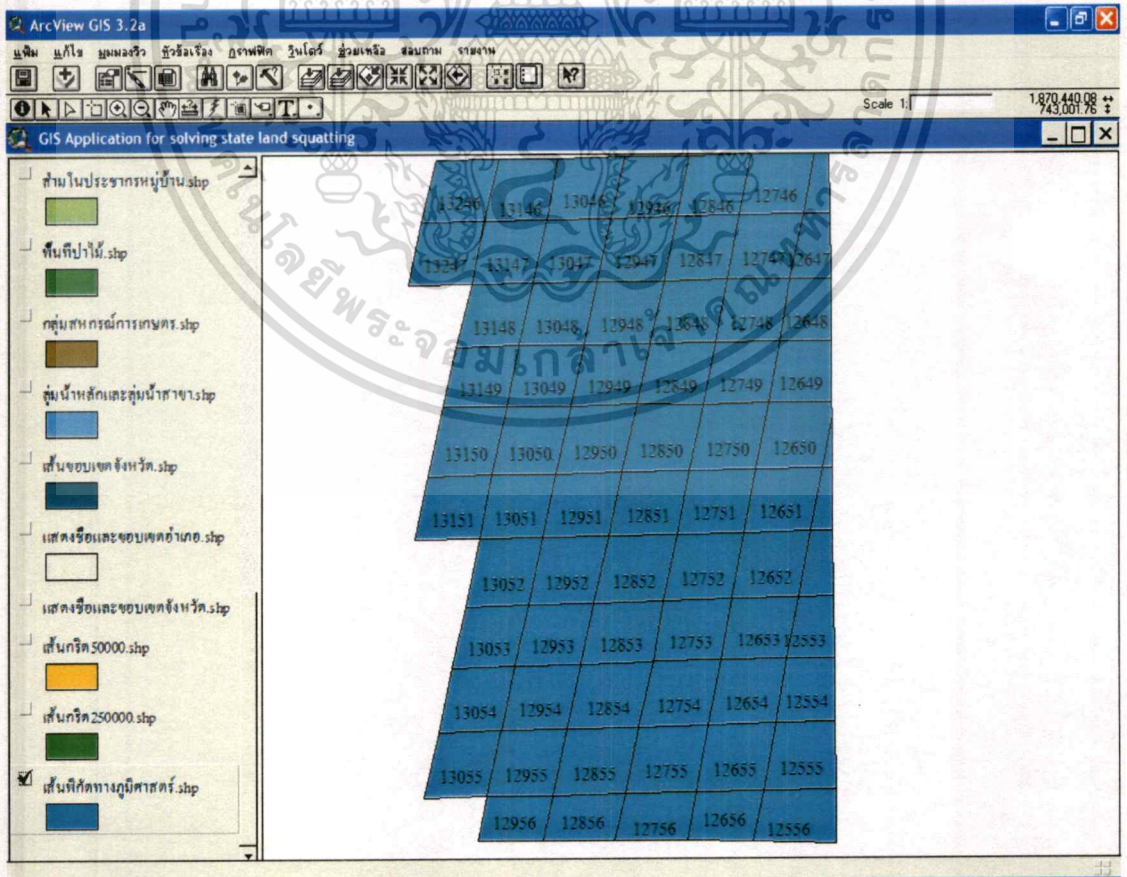 ArcView GIS 3.2a
แฟ้ม แก้ไข มุมมองวิว หัวข้อเรื่อง กราฟฟิต วินโดว์ ช่วยเหลือ สอบถาม รายงาน
Scale 1: 1,870,440.08
743,001.76
GIS Application for solving state land squatting
สำมโนประชากรหมู่บ้าน.shp
พื้นที่ป่าไม้.shp
กลุ่มสหกรณ์การเกษตร.shp
ลุ่มน้ำหลักและลุ่มน้ำสาขา.shp
เส้นขอบเขตจังหวัด.shp
แสดงชื่อและขอบเขตอำเภอ.shp
แสดงชื่อและขอบเขตจังหวัด.shp
เส้นกริด50000.shp
เส้นกริด250000.shp
เส้นพิกัดทางภูมิศาสตร์.shp
13246 13146 13046 12946 12846 12746
13247 13147 13047 12947 12847 12747 12647
13148 13048 12948 12848 12748 12648
13149 13049 12949 12849 12749 12649
13150 13050 12950 12850 12750 12650
13151 13051 12951 12851 12751 12651
13052 12952 12852 12752 12652
13053 12953 12853 12753 12653 12553
13054 12954 12854 12754 12654 12554
13055 12955 12855 12755 12655 12555
12956 12856 12756 12656 12556